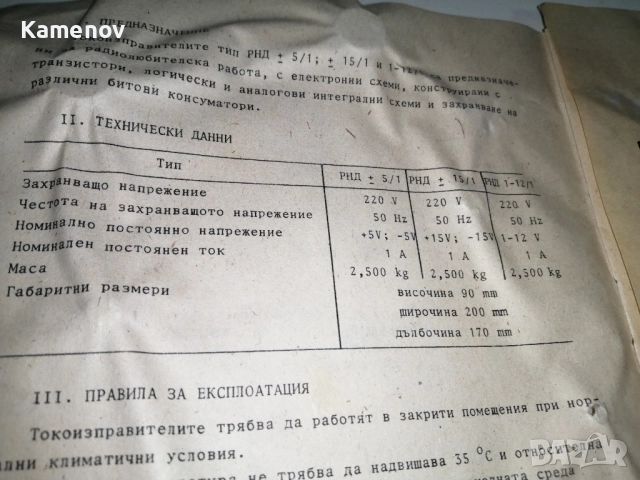 Kamenov
ПРЕДНАЗНАЧЕНИЕ
Токоизправителите тип РНД ± 5/1; ± 15/1 и 1-12/1 са предназначе-
ни за радиолюбителска работа, с електронни схеми, конструирани с
транзистори, логически и аналогови интегрални схеми и захранване на
различни битови консуматори.
II. ТЕХНИЧЕСКИ ДАННИ
Тип РНД ± 5/1 РНД ± 15/1 РНД 1-12/1
Захранващо напрежение 220 V 220 V 220 V
Честота на захранващото напрежение 50 Hz 50 Hz 50 Hz
Номинално постоянно напрежение +5V; -5V +15V; -15V 1-12 V
Номинален постоянен ток 1 A 1 A 1 A
Маса 2,500 kg 2,500 kg 2,500 kg
Габаритни размери височина 90 mm
широчина 200 mm
дълбочина 170 mm
III. ПРАВИЛА ЗА ЕКСПЛОАТАЦИЯ
Токоизправителите трябва да работят в закрити помещения при нор-
ални климатични условия.
не трябва да надвишава 35 °C и относителна
среда
BAZAR